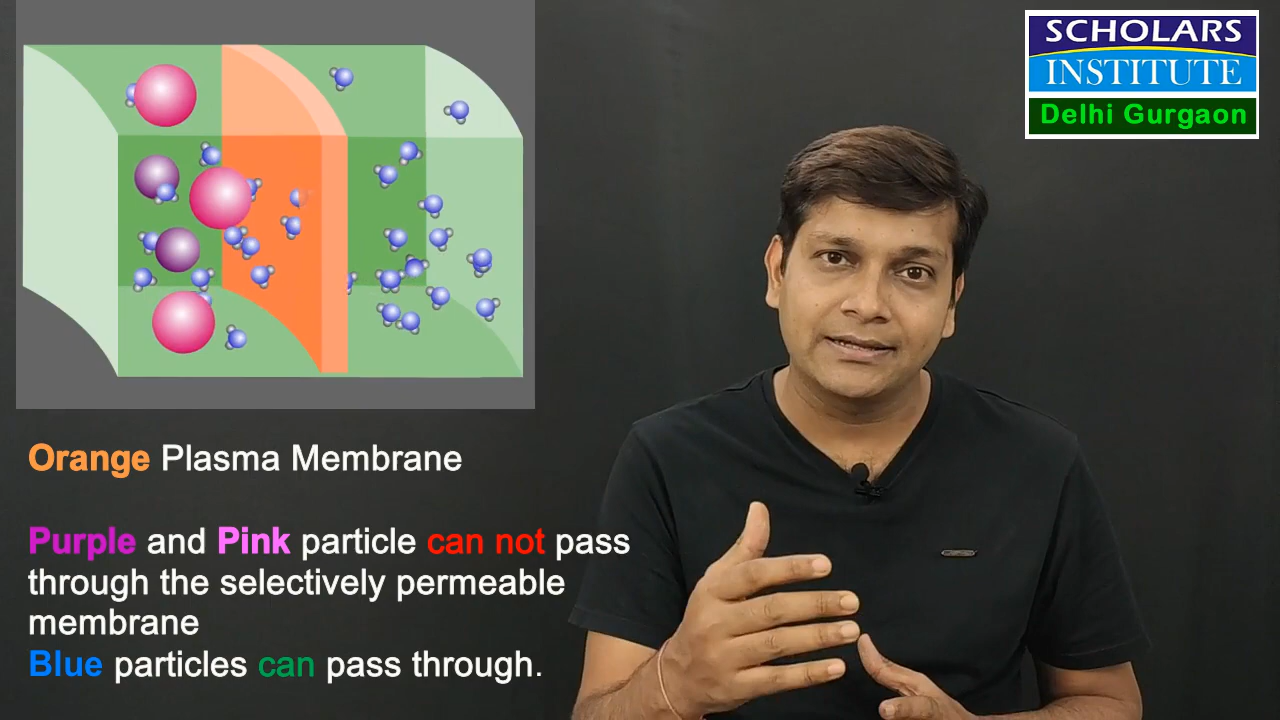 SCHOLARS
INSTITUTE
Delhi Gurgaon
Orange Plasma Membrane
Purple and Pink particle can not pass
through the selectively permeable
membrane
Blue particles can pass through.